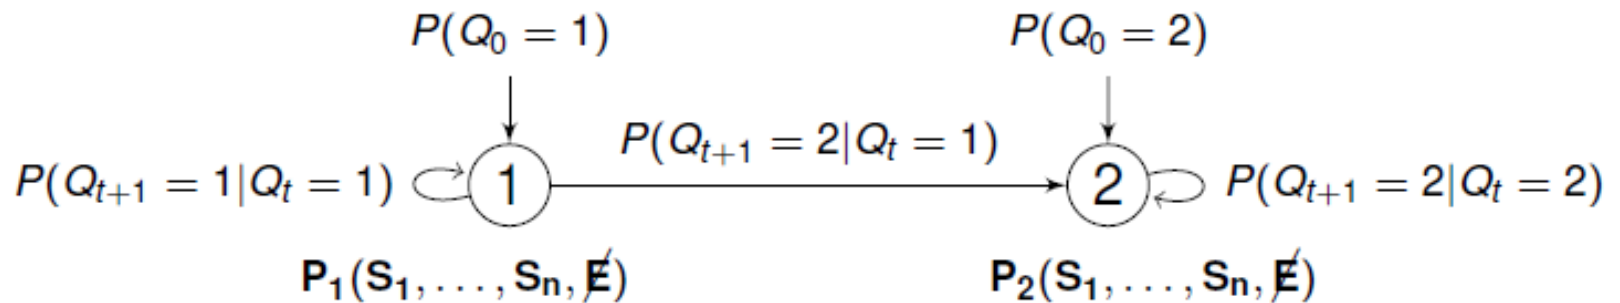 P(Q₀ = 1) P(Q₀ = 2)
P(Qₜ₊₁ = 2|Qₜ = 1)
P(Qₜ₊₁ = 1|Qₜ = 1) 1 2 P(Qₜ₊₁ = 2|Qₜ = 2)
P₁(S₁, . . . , Sₙ, E̸) P₂(S₁, . . . , Sₙ, E̸)